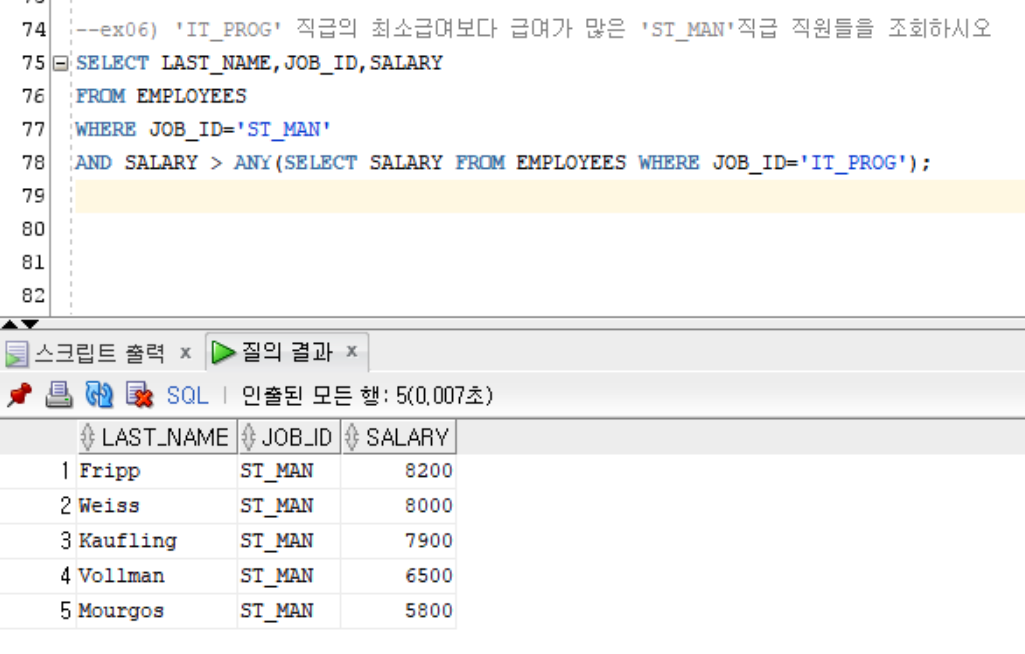 74 --ex06) 'IT_PROG' 직급의 최소급여보다 급여가 많은 'ST_MAN'직급 직원들을 조회하시오
75 SELECT LAST_NAME,JOB_ID,SALARY
76 FROM EMPLOYEES
77 WHERE JOB_ID='ST_MAN'
78 AND SALARY > ANY(SELECT SALARY FROM EMPLOYEES WHERE JOB_ID='IT_PROG');
79
80
81
82
스크립트 출력 x 질의 결과 x
SQL | 인출된 모든 행: 5(0,007초)
LAST_NAME JOB_ID SALARY
1 Fripp ST_MAN 8200
2 Weiss ST_MAN 8000
3 Kaufling ST_MAN 7900
4 Vollman ST_MAN 6500
5 Mourgos ST_MAN 5800